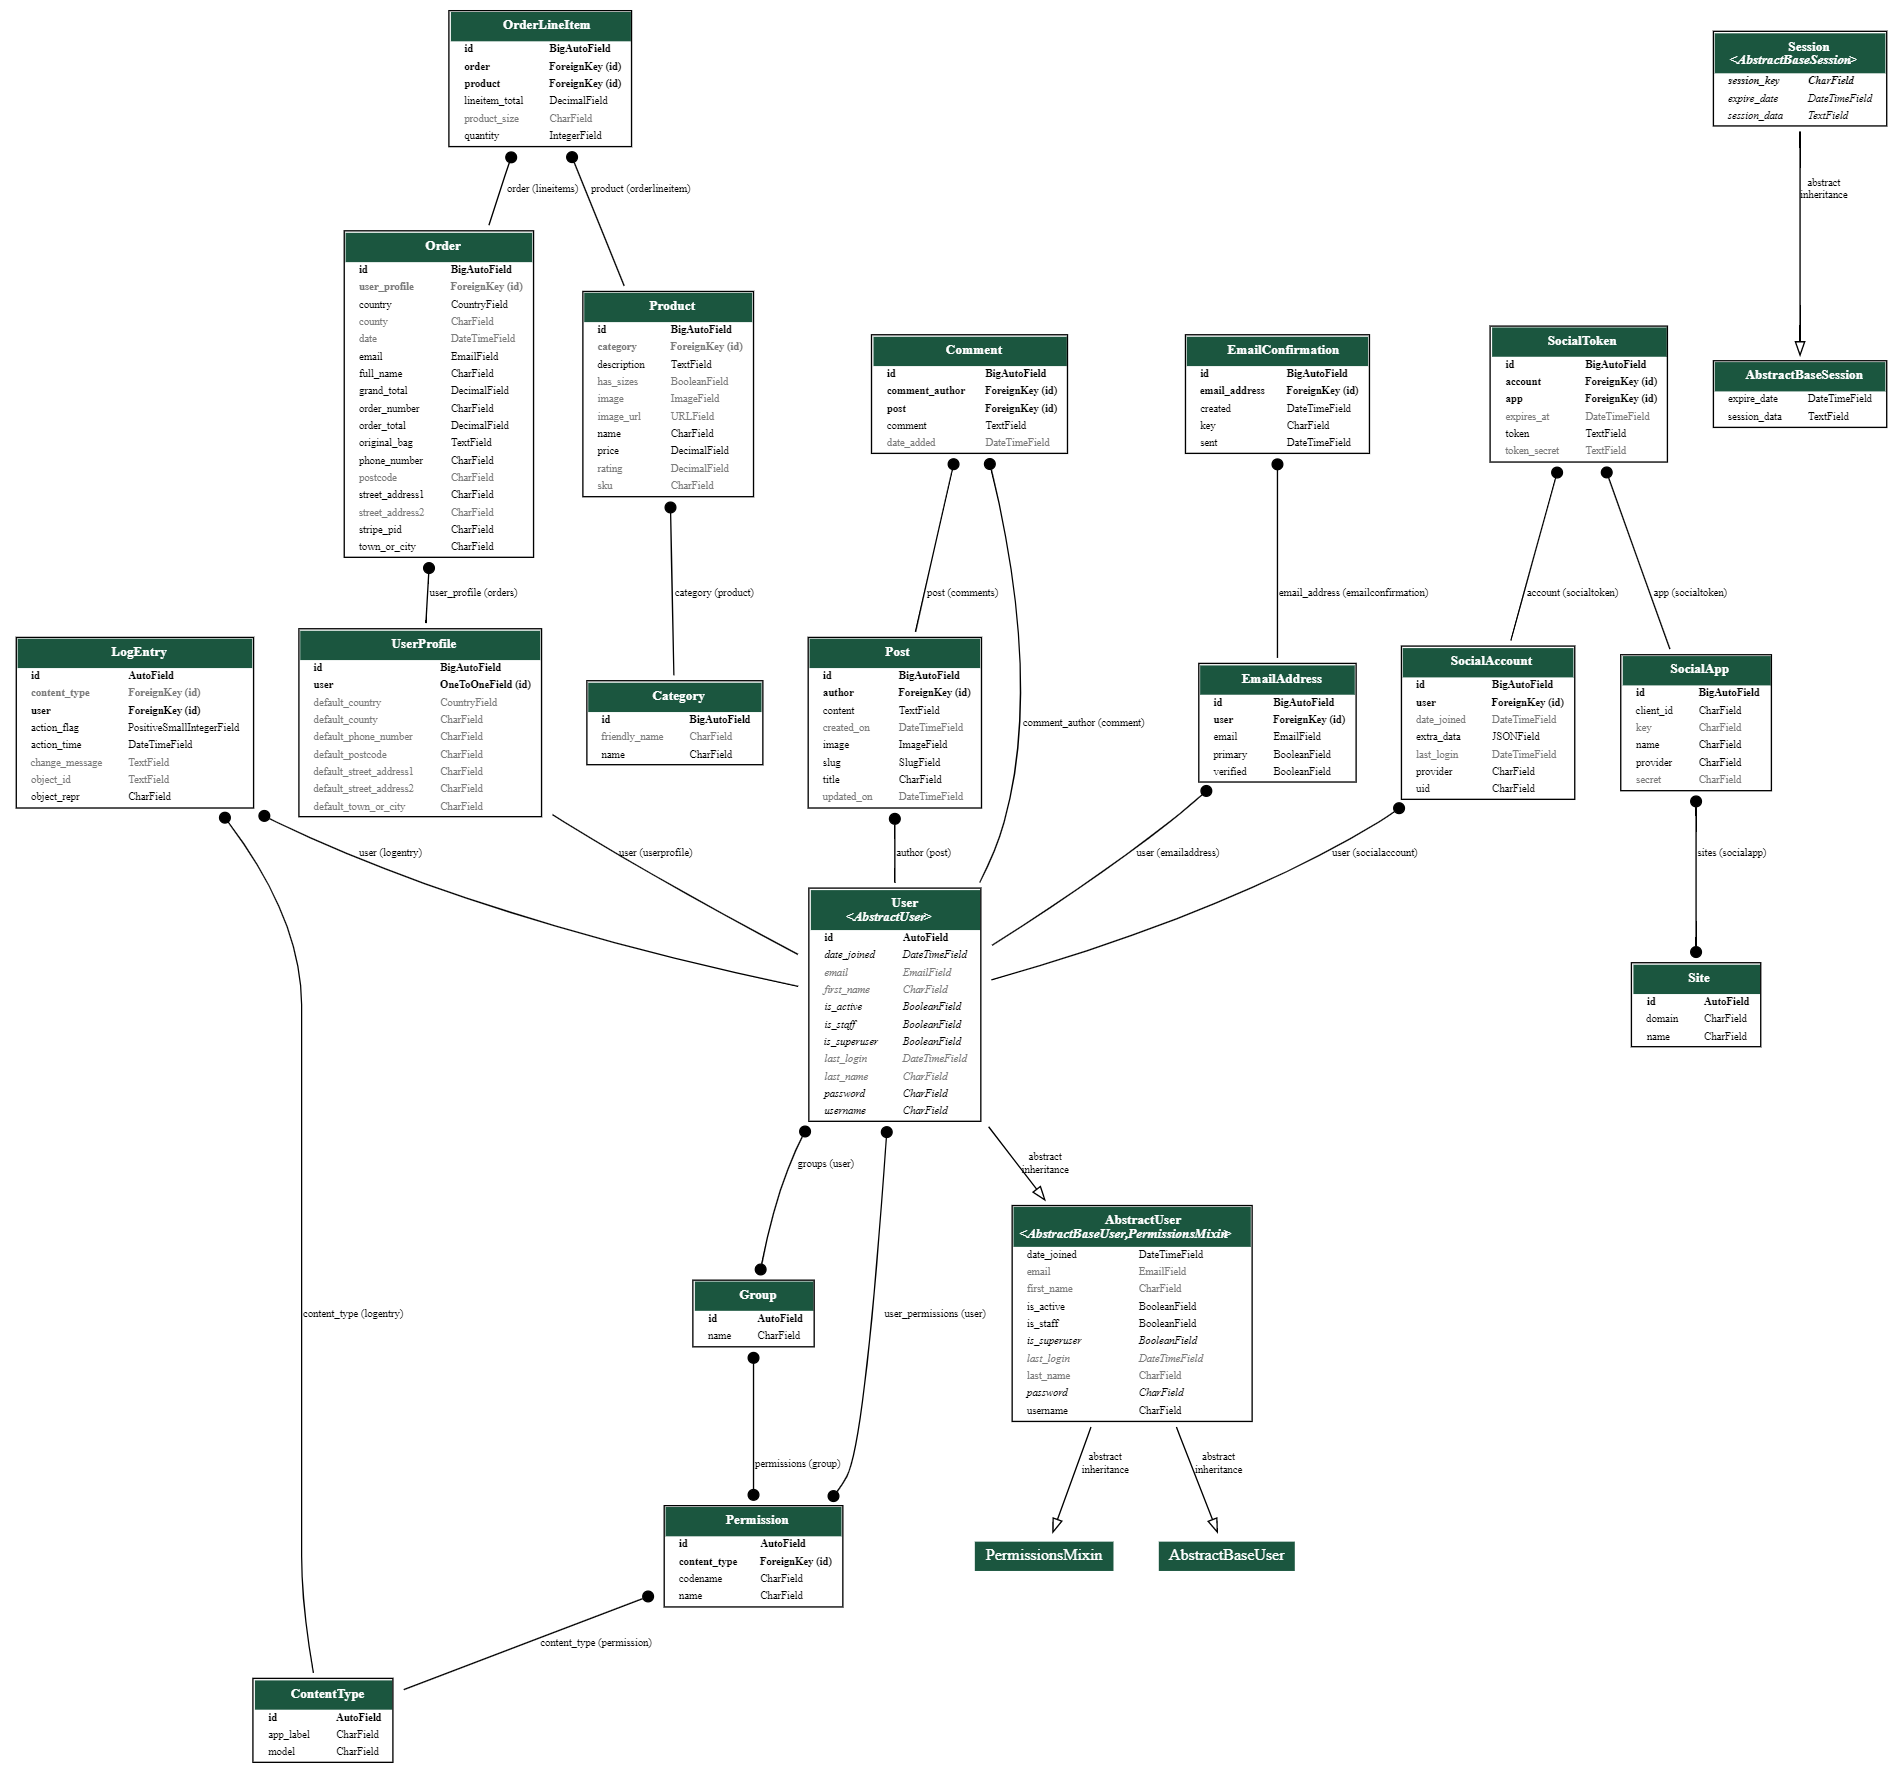 OrderLineItem
id BigAutoField
order ForeignKey (id)
product ForeignKey (id)
lineitem_total DecimalField
product_size CharField
quantity IntegerField
Session
<AbstractBaseSession>
session_key CharField
expire_date DateTimeField
session_data TextField
order (lineitems)
product (orderlineitem)
abstract
inheritance
Order
id BigAutoField
user_profile ForeignKey (id)
country CountryField
county CharField
date DateTimeField
email EmailField
full_name CharField
grand_total DecimalField
order_number CharField
order_total DecimalField
original_bag TextField
phone_number CharField
postcode CharField
street_address1 CharField
street_address2 CharField
stripe_pid CharField
town_or_city CharField
Product
id BigAutoField
category ForeignKey (id)
description TextField
has_sizes BooleanField
image ImageField
image_url URLField
name CharField
price DecimalField
rating DecimalField
sku CharField
Comment
id BigAutoField
comment_author ForeignKey (id)
post ForeignKey (id)
comment TextField
date_added DateTimeField
EmailConfirmation
id BigAutoField
email_address ForeignKey (id)
created DateTimeField
key CharField
sent DateTimeField
SocialToken
id BigAutoField
account ForeignKey (id)
app ForeignKey (id)
expires_at DateTimeField
token TextField
token_secret TextField
AbstractBaseSession
expire_date DateTimeField
session_data TextField
user_profile (orders)
category (product)
post (comments)
email_address (emailconfirmation)
account (socialtoken)
app (socialtoken)
LogEntry
id AutoField
content_type ForeignKey (id)
user ForeignKey (id)
action_flag PositiveSmallIntegerField
action_time DateTimeField
change_message TextField
object_id TextField
object_repr CharField
UserProfile
id BigAutoField
user OneToOneField (id)
default_country CountryField
default_county CharField
default_phone_number CharField
default_postcode CharField
default_street_address1 CharField
default_street_address2 CharField
default_town_or_city CharField
Category
id BigAutoField
friendly_name CharField
name CharField
Post
id BigAutoField
author ForeignKey (id)
content TextField
created_on DateTimeField
image ImageField
slug SlugField
title CharField
updated_on DateTimeField
comment_author (comment)
EmailAddress
id BigAutoField
user ForeignKey (id)
email EmailField
primary BooleanField
verified BooleanField
SocialAccount
id BigAutoField
user ForeignKey (id)
date_joined DateTimeField
extra_data JSONField
last_login DateTimeField
provider CharField
uid CharField
SocialApp
id BigAutoField
client_id CharField
key CharField
name CharField
provider CharField
secret CharField
user (logentry)
user (userprofile)
author (post)
user (emailaddress)
user (socialaccount)
sites (socialapp)
User
<AbstractUser>
id AutoField
date_joined DateTimeField
email EmailField
first_name CharField
is_active BooleanField
is_staff BooleanField
is_superuser BooleanField
last_login DateTimeField
last_name CharField
password CharField
username CharField
Site
id AutoField
domain CharField
name CharField
groups (user)
abstract
inheritance
AbstractUser
<AbstractBaseUser,PermissionsMixin>
date_joined DateTimeField
email EmailField
first_name CharField
is_active BooleanField
is_staff BooleanField
is_superuser BooleanField
last_login DateTimeField
last_name CharField
password CharField
username CharField
Group
id AutoField
name CharField
content_type (logentry)
user_permissions (user)
permissions (group)
abstract
inheritance
abstract
inheritance
Permission
id AutoField
content_type ForeignKey (id)
codename CharField
name CharField
PermissionsMixin
AbstractBaseUser
content_type (permission)
ContentType
id AutoField
app_label CharField
model CharField